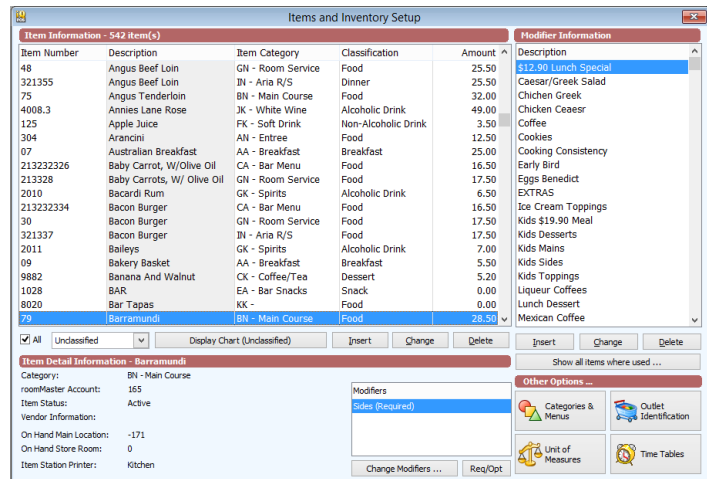 Items and Inventory Setup
Item Information - 542 item(s)
Item Number Description Item Category Classification Amount
48 Angus Beef Loin GN - Room Service Food 25.50
321355 Angus Beef Loin IN - Aria R/S Dinner 25.50
75 Angus Tenderloin BN - Main Course Food 32.00
4008.3 Annies Lane Rose JK - White Wine Alcoholic Drink 49.00
125 Apple Juice FK - Soft Drink Non-Alcoholic Drink 3.50
304 Arancini AN - Entree Food 12.50
07 Australian Breakfast AA - Breakfast Breakfast 25.00
213232326 Baby Carrot, W/Olive Oil CA - Bar Menu Food 16.50
213328 Baby Carrots, W/ Olive Oil GN - Room Service Food 17.50
2010 Bacardi Rum GK - Spirits Alcoholic Drink 6.50
213232334 Bacon Burger CA - Bar Menu Food 16.50
30 Bacon Burger GN - Room Service Food 17.50
321337 Bacon Burger IN - Aria R/S Food 17.50
2011 Baileys GK - Spirits Alcoholic Drink 7.00
09 Bakery Basket AA - Breakfast Breakfast 5.50
9882 Banana And Walnut CK - Coffee/Tea Dessert 5.20
1028 BAR EA - Bar Snacks Snack 0.00
8020 Bar Tapas KK - Food 0.00
79 Barramundi BN - Main Course Food 28.50
All Unclassified Display Chart (Unclassified) Insert Change Delete
Modifier Information
Description
$12.90 Lunch Special
Caesar/Greek Salad
Chichen Greek
Chicken Ceaesr
Coffee
Cookies
Cooking Consistency
Early Bird
Eggs Benedict
EXTRAS
Ice Cream Toppings
Kids $19.90 Meal
Kids Desserts
Kids Mains
Kids Sides
Kids Toppings
Liqueur Coffees
Lunch Dessert
Mexican Coffee
Insert Change Delete
Show all items where used ...
Item Detail Information - Barramundi
Category: BN - Main Course
roomMaster Account: 165
Item Status: Active
Vendor Information:
On Hand Main Location: -171
On Hand Store Room: 0
Item Station Printer: Kitchen
Modifiers
Sides (Required)
Change Modifiers ... Req/Opt
Other Options ...
Categories & Menus
Outlet Identification
Unit of Measures
Time Tables